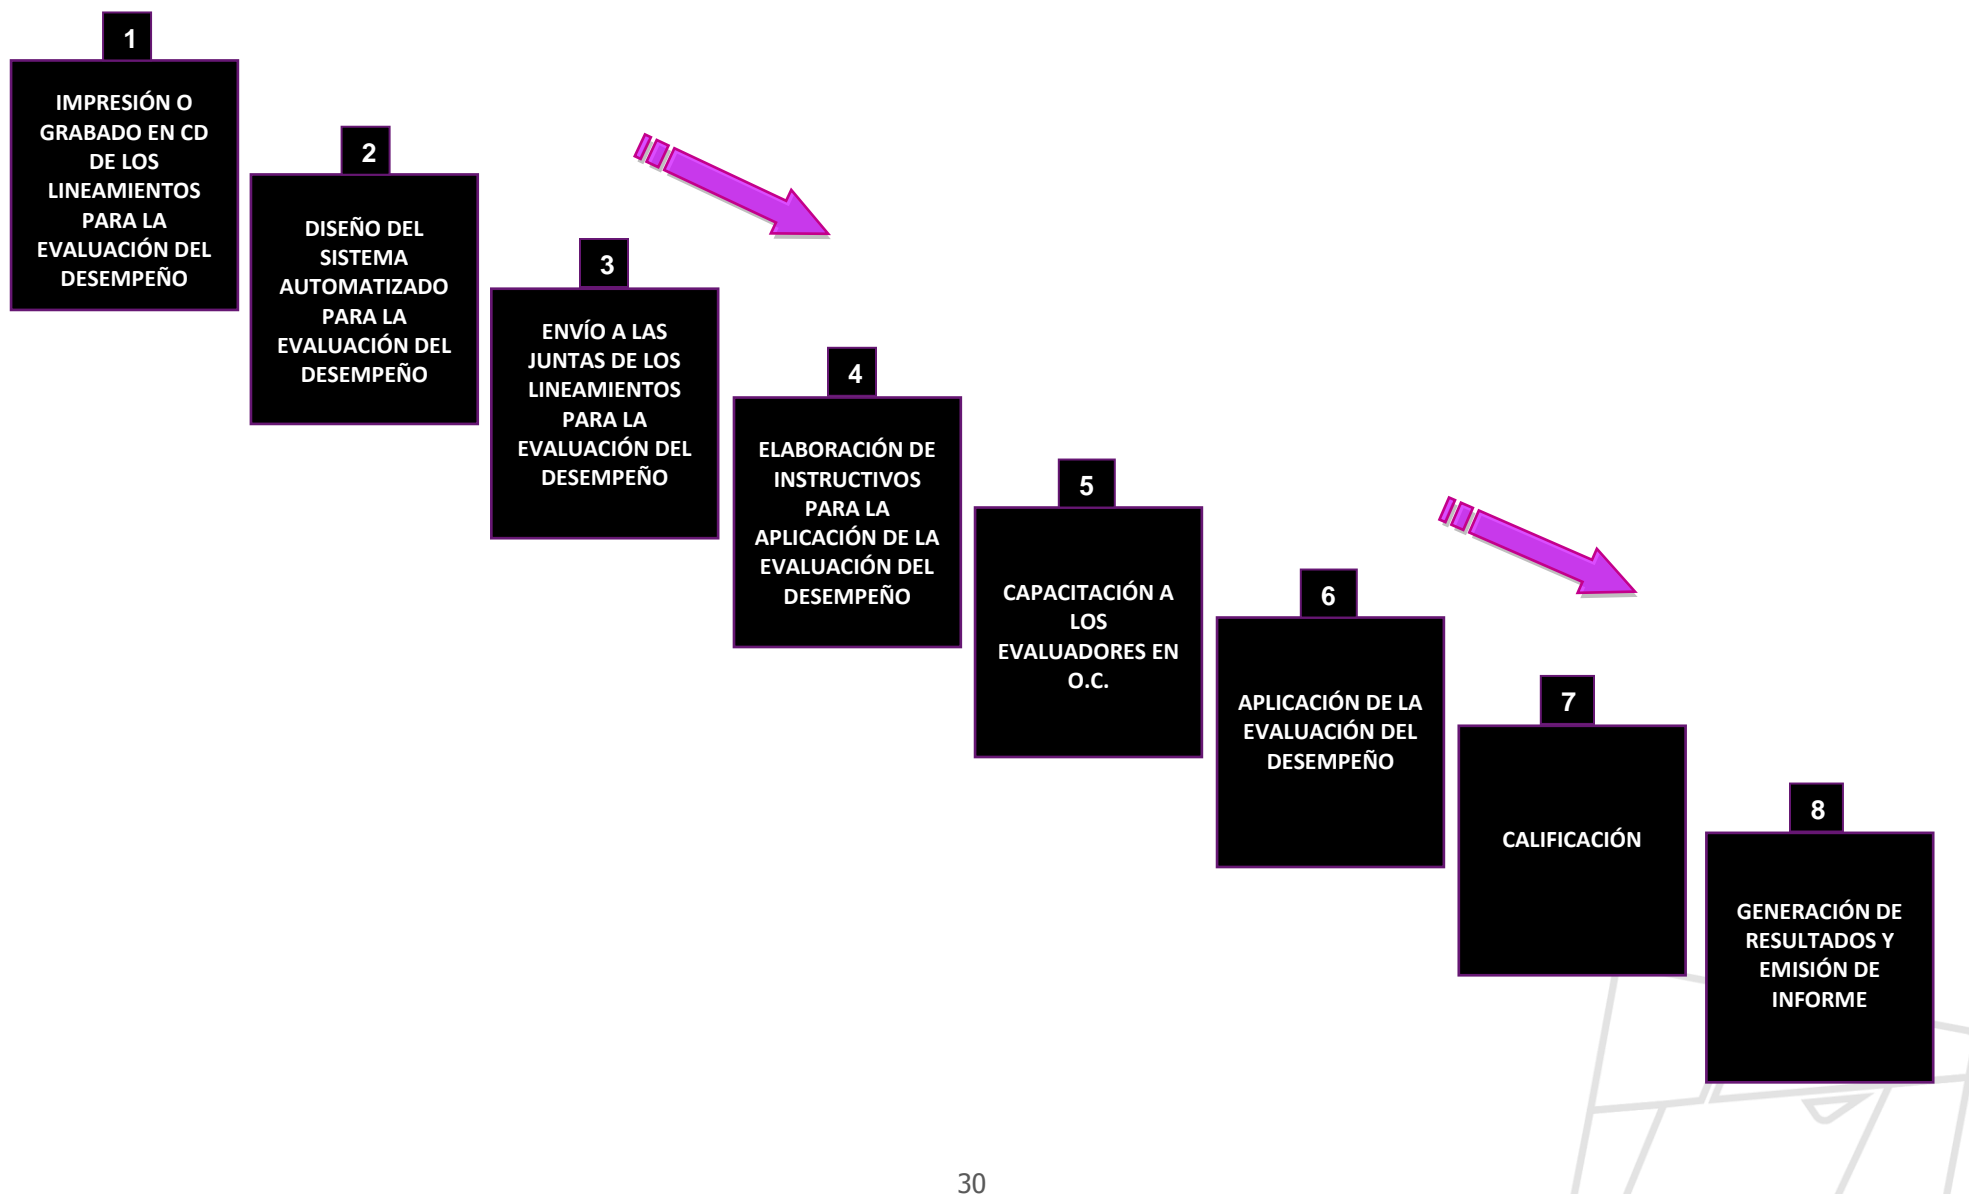 1
IMPRESIÓN O
GRABADO EN CD
DE LOS
LINEAMIENTOS
PARA LA
EVALUACIÓN DEL
DESEMPEÑO
2
DISEÑO DEL
SISTEMA
AUTOMATIZADO
PARA LA
EVALUACIÓN DEL
DESEMPEÑO
3
ENVÍO A LAS
JUNTAS DE LOS
LINEAMIENTOS
PARA LA
EVALUACIÓN DEL
DESEMPEÑO
4
ELABORACIÓN DE
INSTRUCTIVOS
PARA LA
APLICACIÓN DE LA
EVALUACIÓN DEL
DESEMPEÑO
5
CAPACITACIÓN A
LOS
EVALUADORES EN
O.C.
6
APLICACIÓN DE LA
EVALUACIÓN DEL
DESEMPEÑO
7
CALIFICACIÓN
8
GENERACIÓN DE
RESULTADOS Y
EMISIÓN DE
INFORME
30